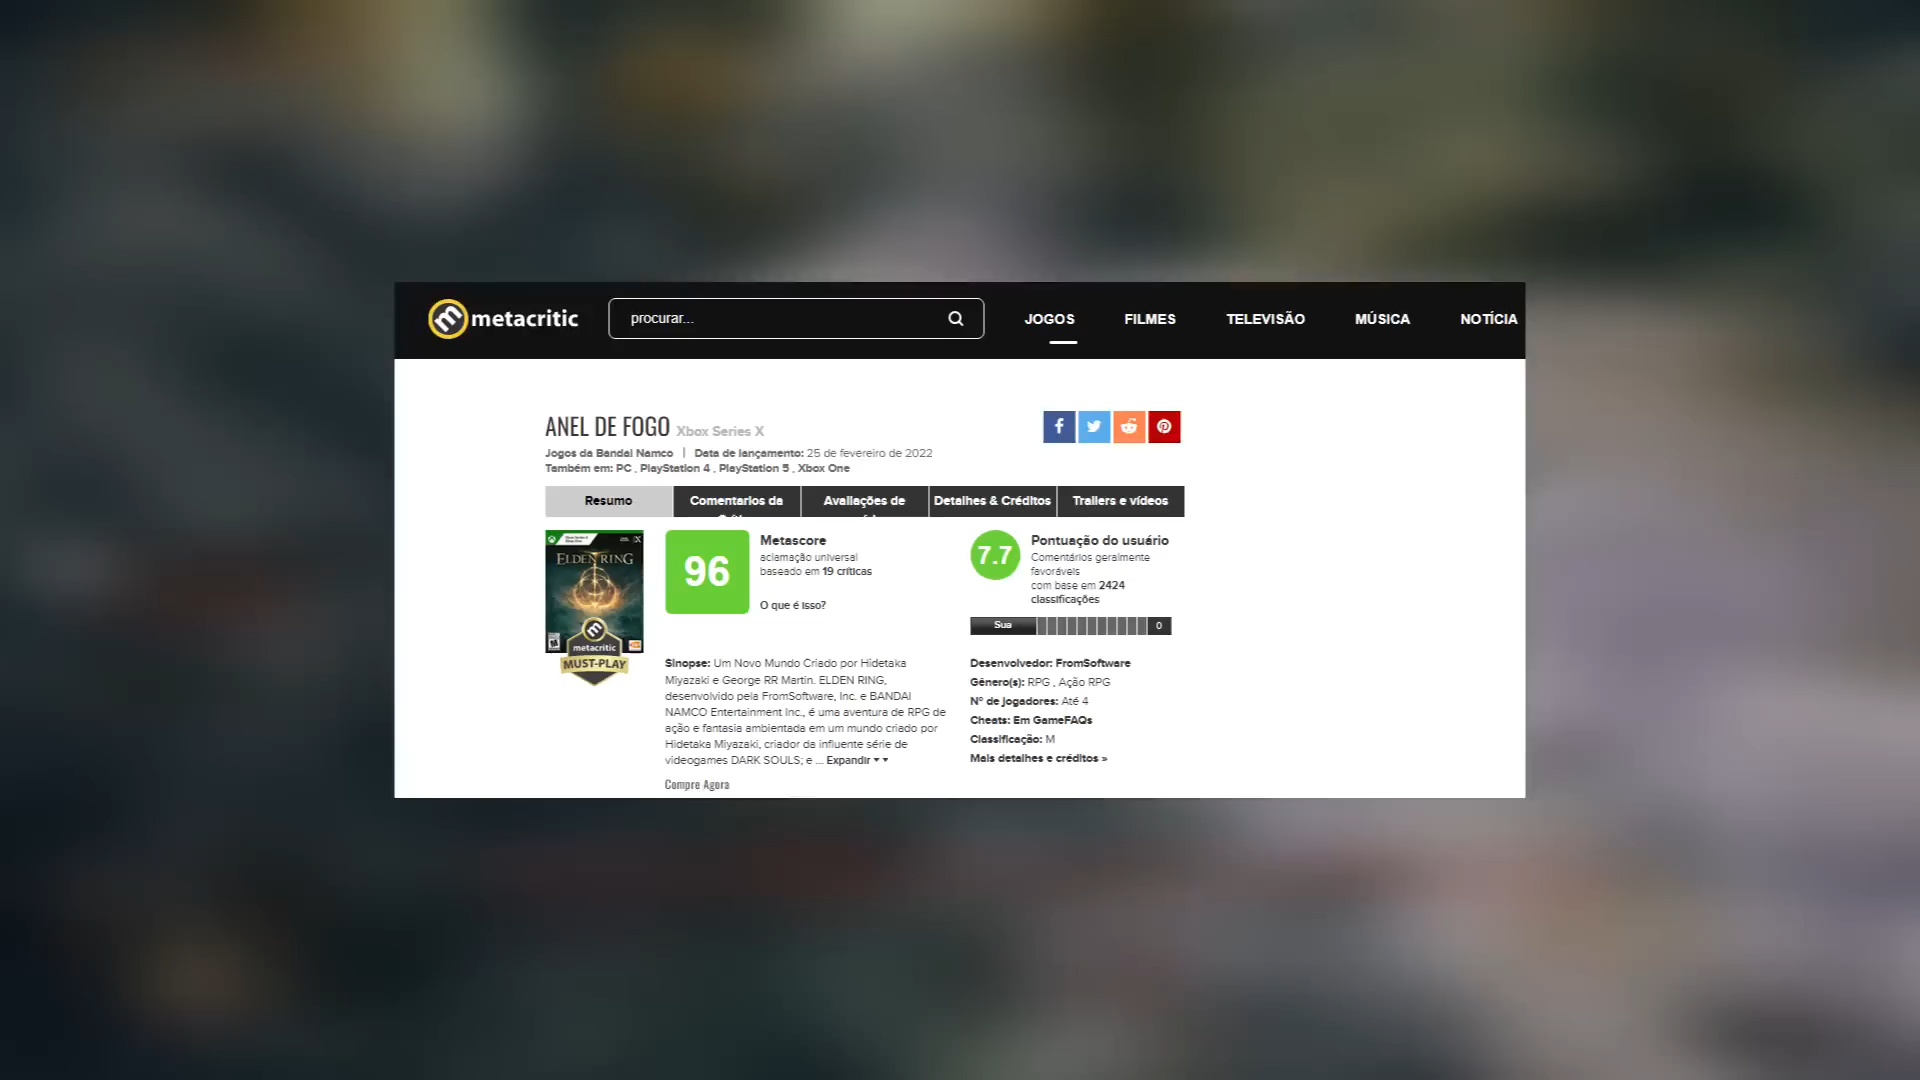 metacritic
procurar...
JOGOS
FILMES
TELEVISÃO
MÚSICA
NOTÍCIA
ANEL DE FOGO Xbox Series X
Jogos da Bandai Namco | Data de lançamento: 25 de fevereiro de 2022
Também em: PC , PlayStation 4 , PlayStation 5 , Xbox One
Resumo
Comentarios da
Avaliações de
Detalhes & Créditos
Trailers e vídeos
ELDEN RING
metacritic
MUST-PLAY
96
Metascore
aclamação universal
baseado em 19 críticas
O que é isso?
7.7
Pontuação do usuário
Comentários geralmente
favoráveis
com base em 2424
classificações
Sua
0
Sinopse: Um Novo Mundo Criado por Hidetaka
Miyazaki e George RR Martin. ELDEN RING,
desenvolvido pela FromSoftware, Inc. e BANDAI
NAMCO Entertainment Inc., é uma aventura de RPG de
ação e fantasia ambientada em um mundo criado por
Hidetaka Miyazaki, criador da influente série de
videogames DARK SOULS; e ... Expandir
Compre Agora
Desenvolvedor: FromSoftware
Gênero(s): RPG , Ação RPG
Nº de jogadores: Até 4
Cheats: Em GameFAQs
Classificação: M
Mais detalhes e créditos »